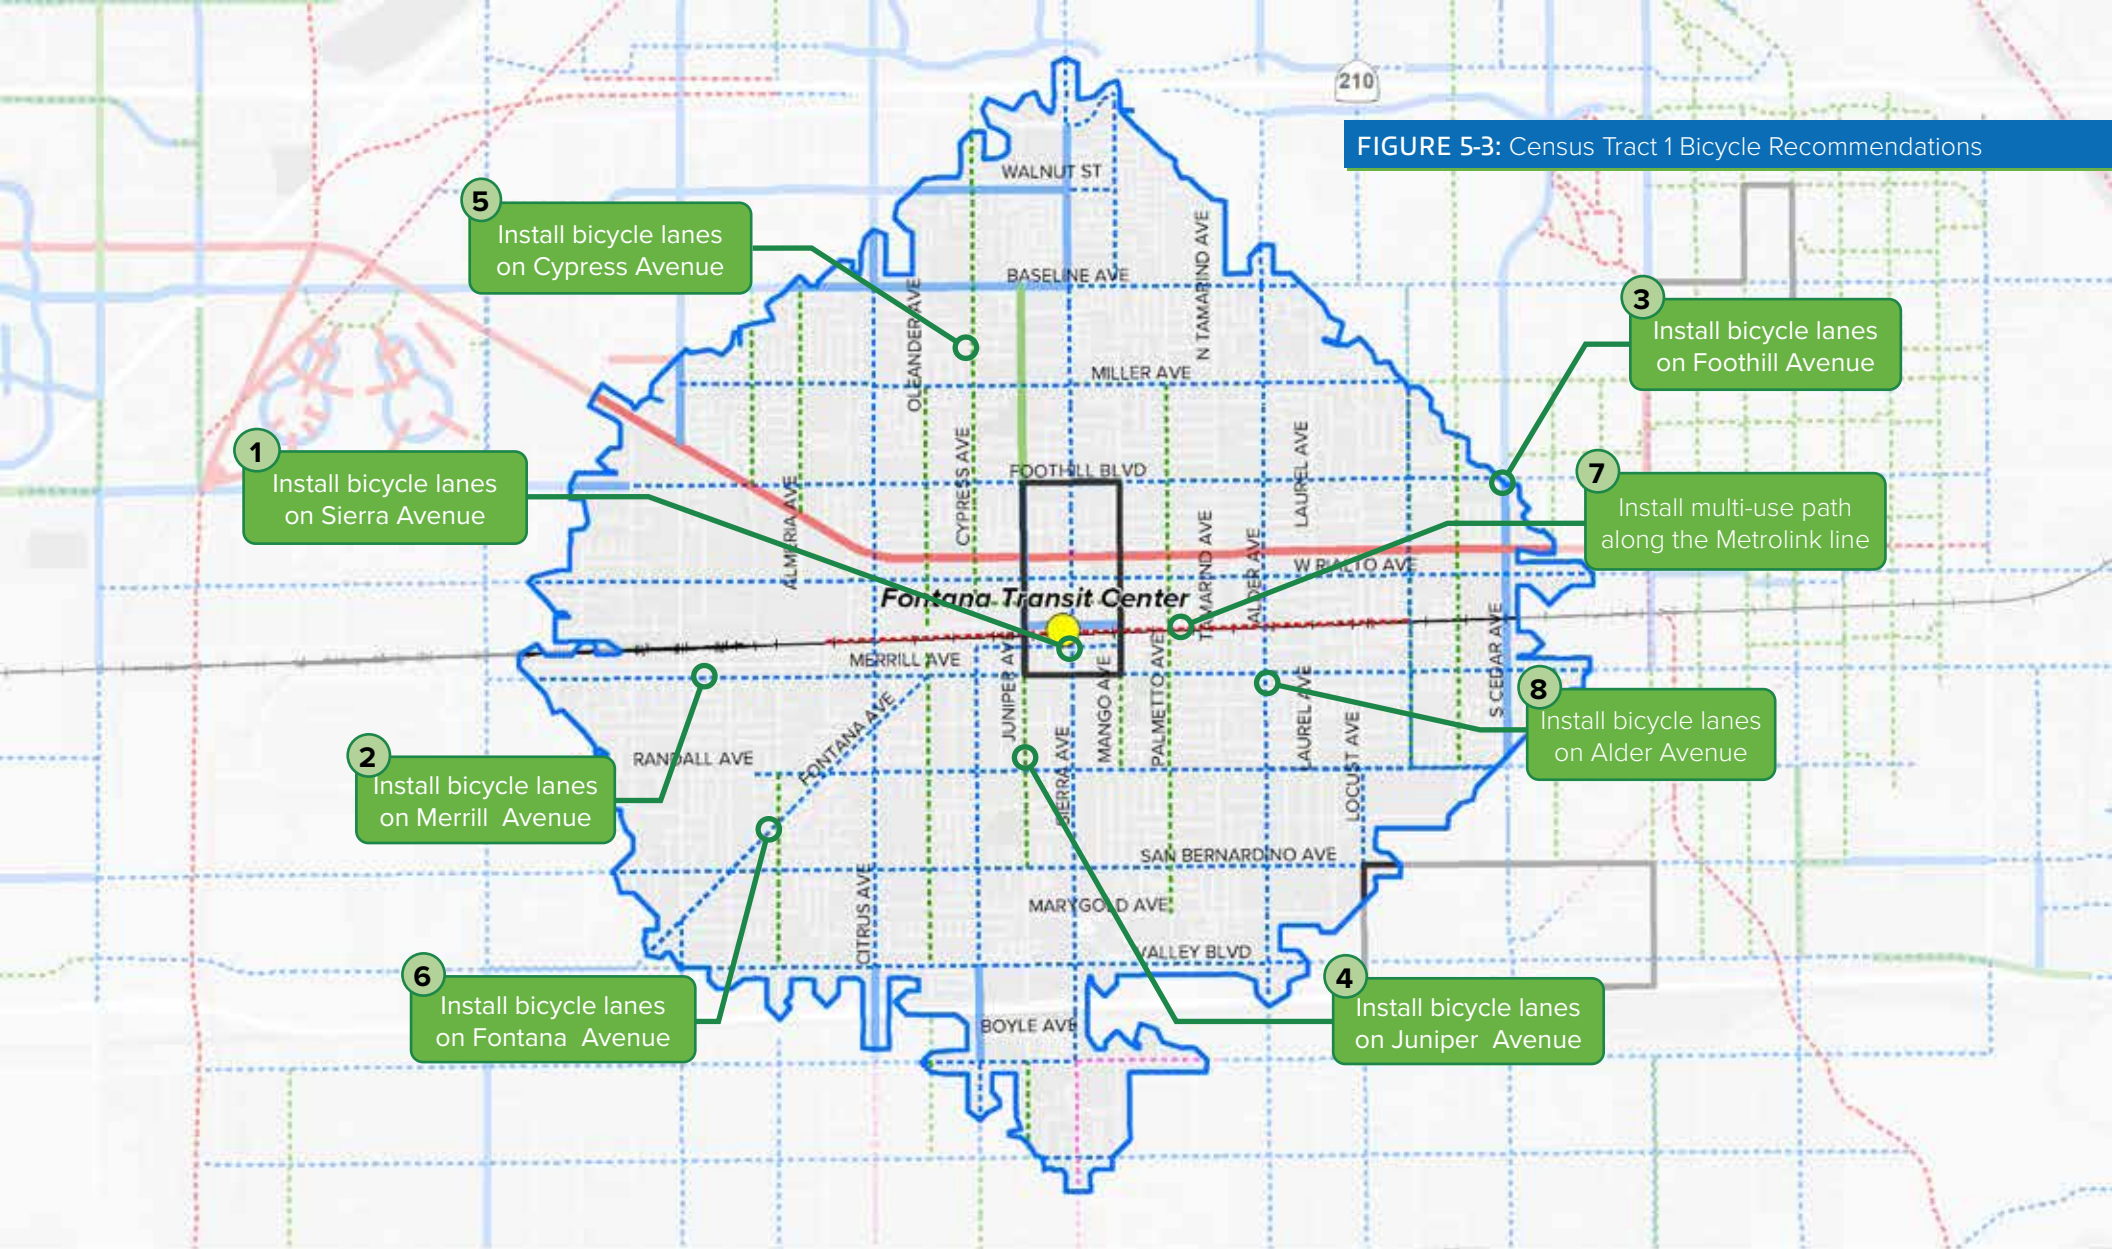 210
FIGURE 5-3: Census Tract 1 Bicycle Recommendations
WALNUT ST
5
Install bicycle lanes
on Cypress Avenue
BASELINE AVE
N TAMARIND AVE
OLEANDER AVE
3
Install bicycle lanes
on Foothill Avenue
MILLER AVE
1
Install bicycle lanes
on Sierra Avenue
CYPRESS AVE
FOOTHILL BLVD
LAUREL AVE
ALMERIA AVE
7
Install multi-use path
along the Metrolink line
TAMARIND AVE
ALDER AVE
W RIALTO AVE
Fontana Transit Center
MERRILL AVE
JUNIPER AVE
MANGO AVE
PALMETTO AVE
S CEDAR AVE
LAUREL AVE
8
Install bicycle lanes
on Alder Avenue
2
Install bicycle lanes
on Merrill  Avenue
RANDALL AVE
FONTANA AVE
SIERRA AVE
LOCUST AVE
SAN BERNARDINO AVE
CITRUS AVE
MARYGOLD AVE
VALLEY BLVD
6
Install bicycle lanes
on Fontana  Avenue
4
Install bicycle lanes
on Juniper  Avenue
BOYLE AVE